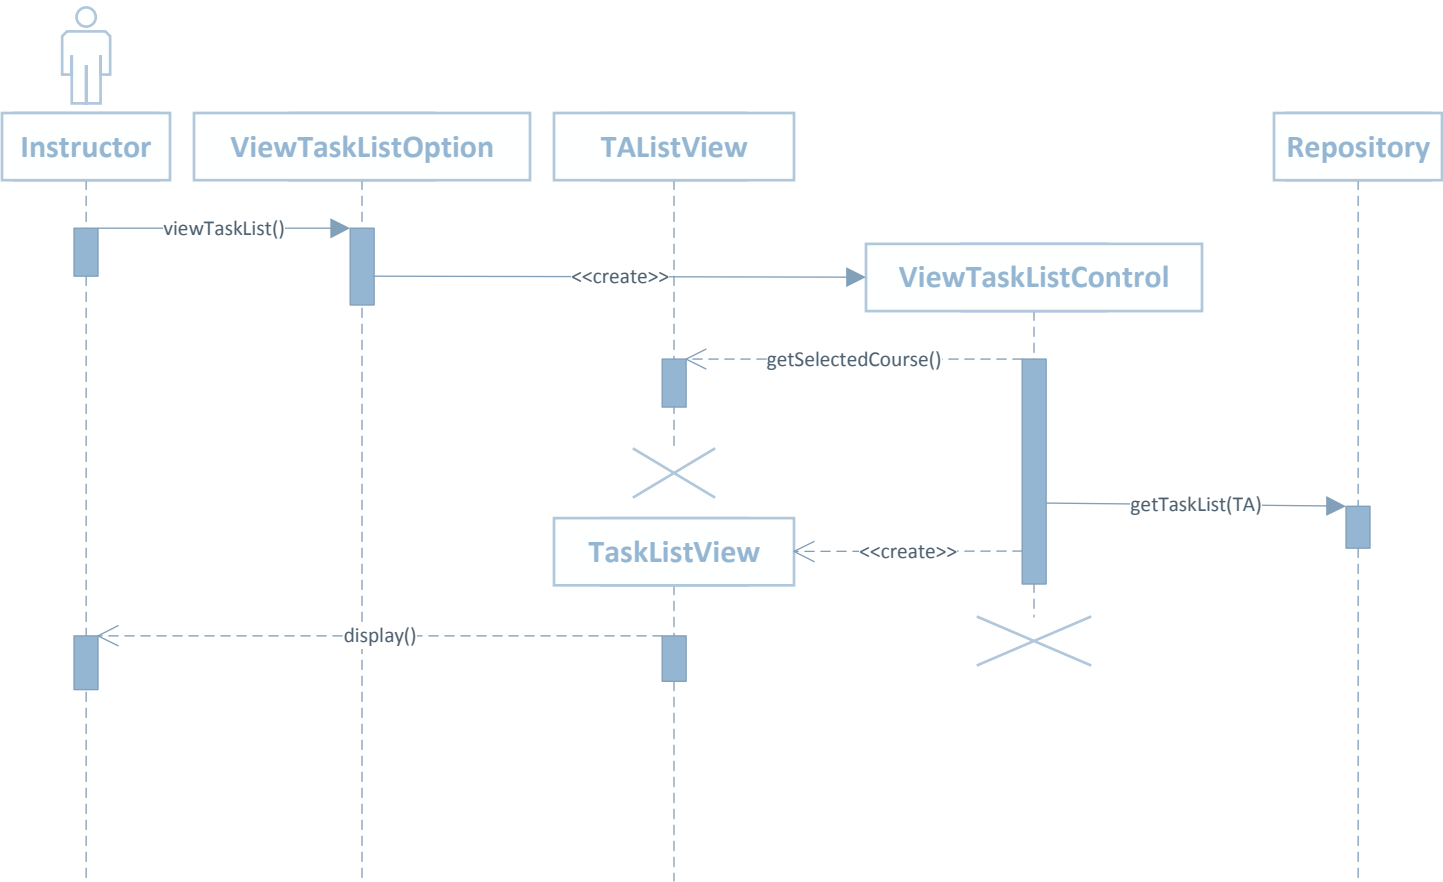 Instructor
ViewTaskListOption
TAListView
Repository
viewTaskList()
<<create>>
ViewTaskListControl
getSelectedCourse()
getTaskList(TA)
TaskListView
<<create>>
display()